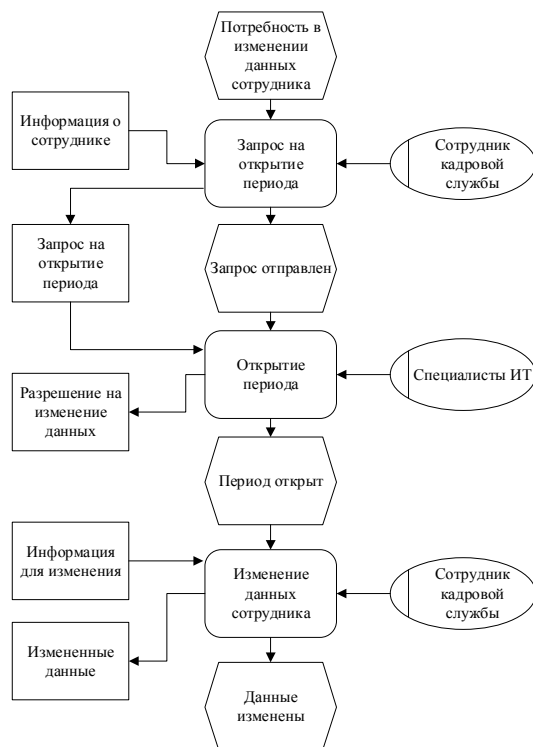 Потребность в
изменении
данных
сотрудника
Информация о
сотруднике
Запрос на
открытие
периода
Сотрудник
кадровой
службы
Запрос на
открытие
периода
Запрос отправлен
Открытие
периода
Специалисты ИТ
Разрешение на
изменение
данных
Период открыт
Информация
для изменения
Изменение
данных
сотрудника
Сотрудник
кадровой
службы
Измененные
данные
Данные
изменены